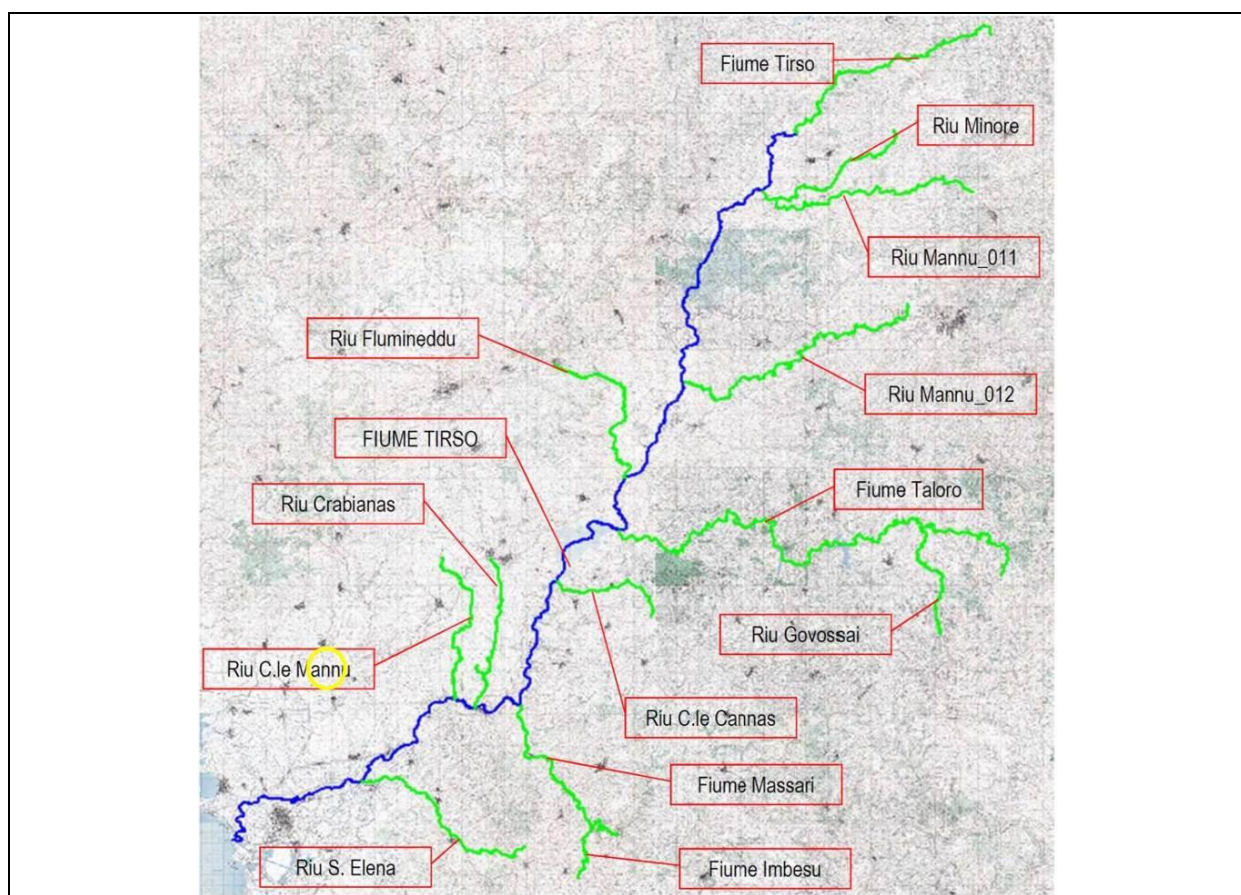 Fiume Tirso
Riu Minore
Riu Mannu_011
Riu Flumineddu
Riu Mannu_012
FIUME TIRSO
Fiume Taloro
Riu Crabianas
Riu Govossai
Riu C.le Mannu
Riu C.le Cannas
Fiume Massari
Riu S. Elena
Fiume Imbesu